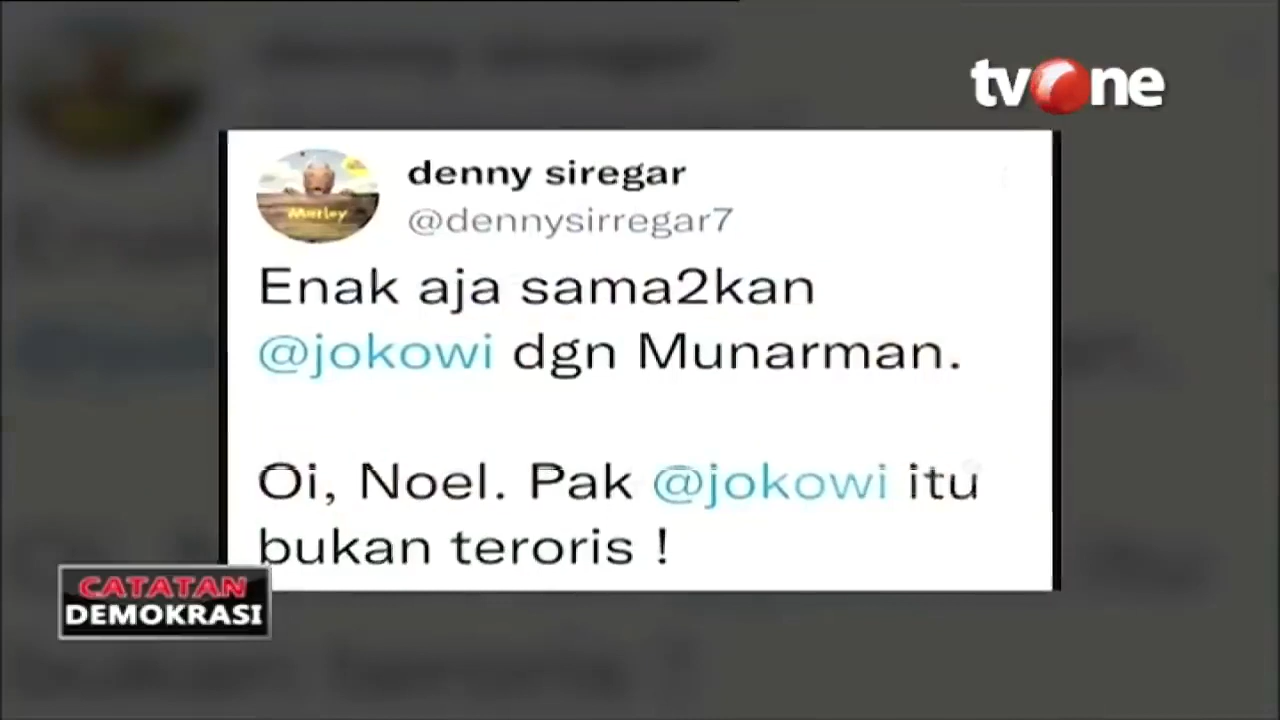 tvOne
denny siregar
@dennysirregar7
Marley
Enak aja sama2kan
@jokowi dgn Munarman.
Oi, Noel. Pak @jokowi itu
bukan teroris !
CATATAN
DEMOKRASI